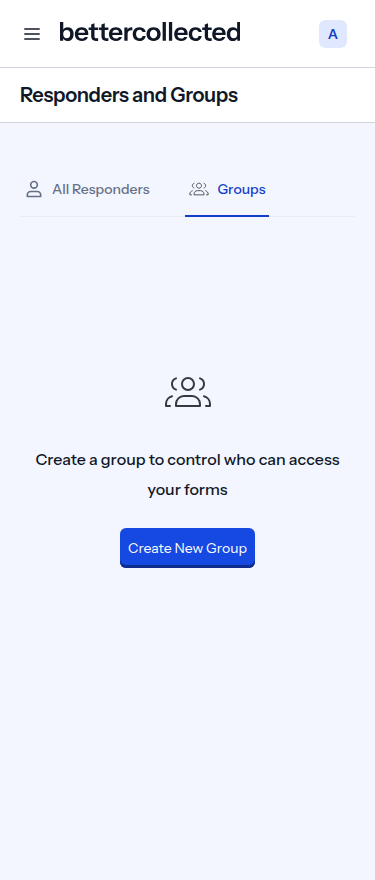 bettercollected
A
Responders and Groups
All Responders
Groups
Create a group to control who can access
your forms
Create New Group